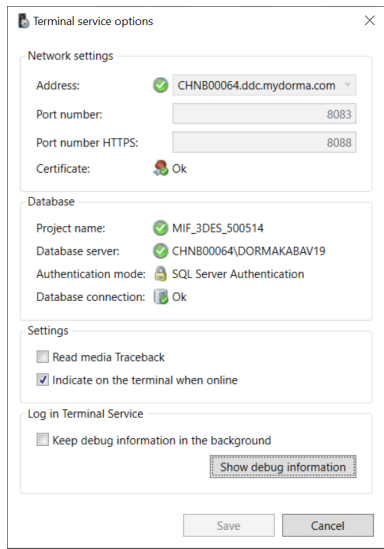 Terminal service options
Network settings
Address: CHNB00064.ddc.mydorma.com
Port number: 8083
Port number HTTPS: 8088
Certificate: Ok
Database
Project name: MIF_3DES_500514
Database server: CHNB00064\DORMAKABAV19
Authentication mode: SQL Server Authentication
Database connection: Ok
Settings
Read media Traceback
Indicate on the terminal when online
Log in Terminal Service
Keep debug information in the background
Show debug information
Save Cancel